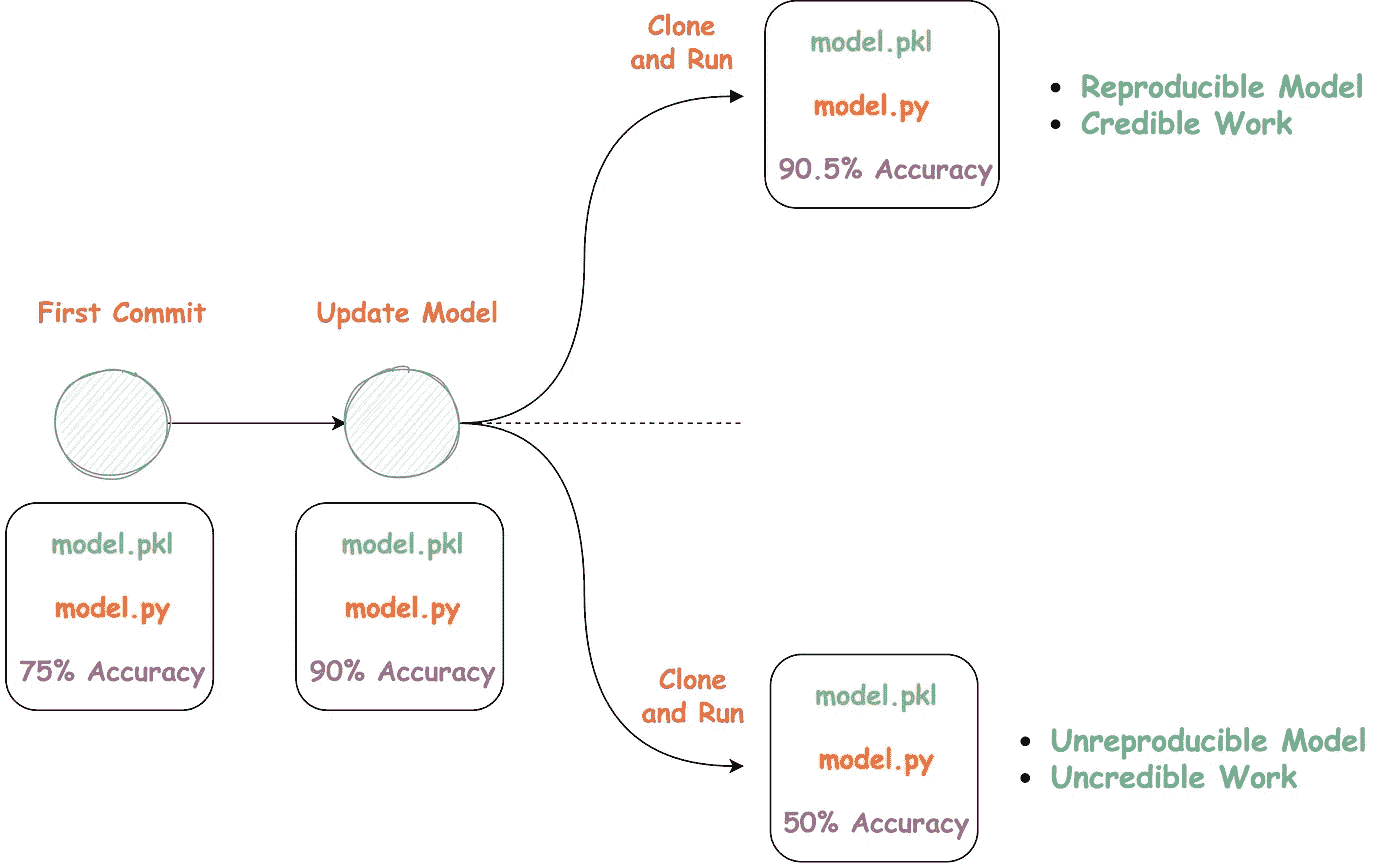 Clone
and Run
model.pkl
model.py
90.5% Accuracy
Reproducible Model
Credible Work
First Commit
Update Model
model.pkl
model.py
75% Accuracy
model.pkl
model.py
90% Accuracy
Clone
and Run
model.pkl
model.py
50% Accuracy
Unreproducible Model
Uncredible Work